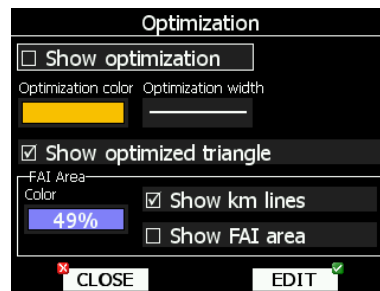 Optimization
Show optimization
Optimization color Optimization width
Show optimized triangle
FAI Area
Color
Show km lines
49%
Show FAI area
CLOSE EDIT